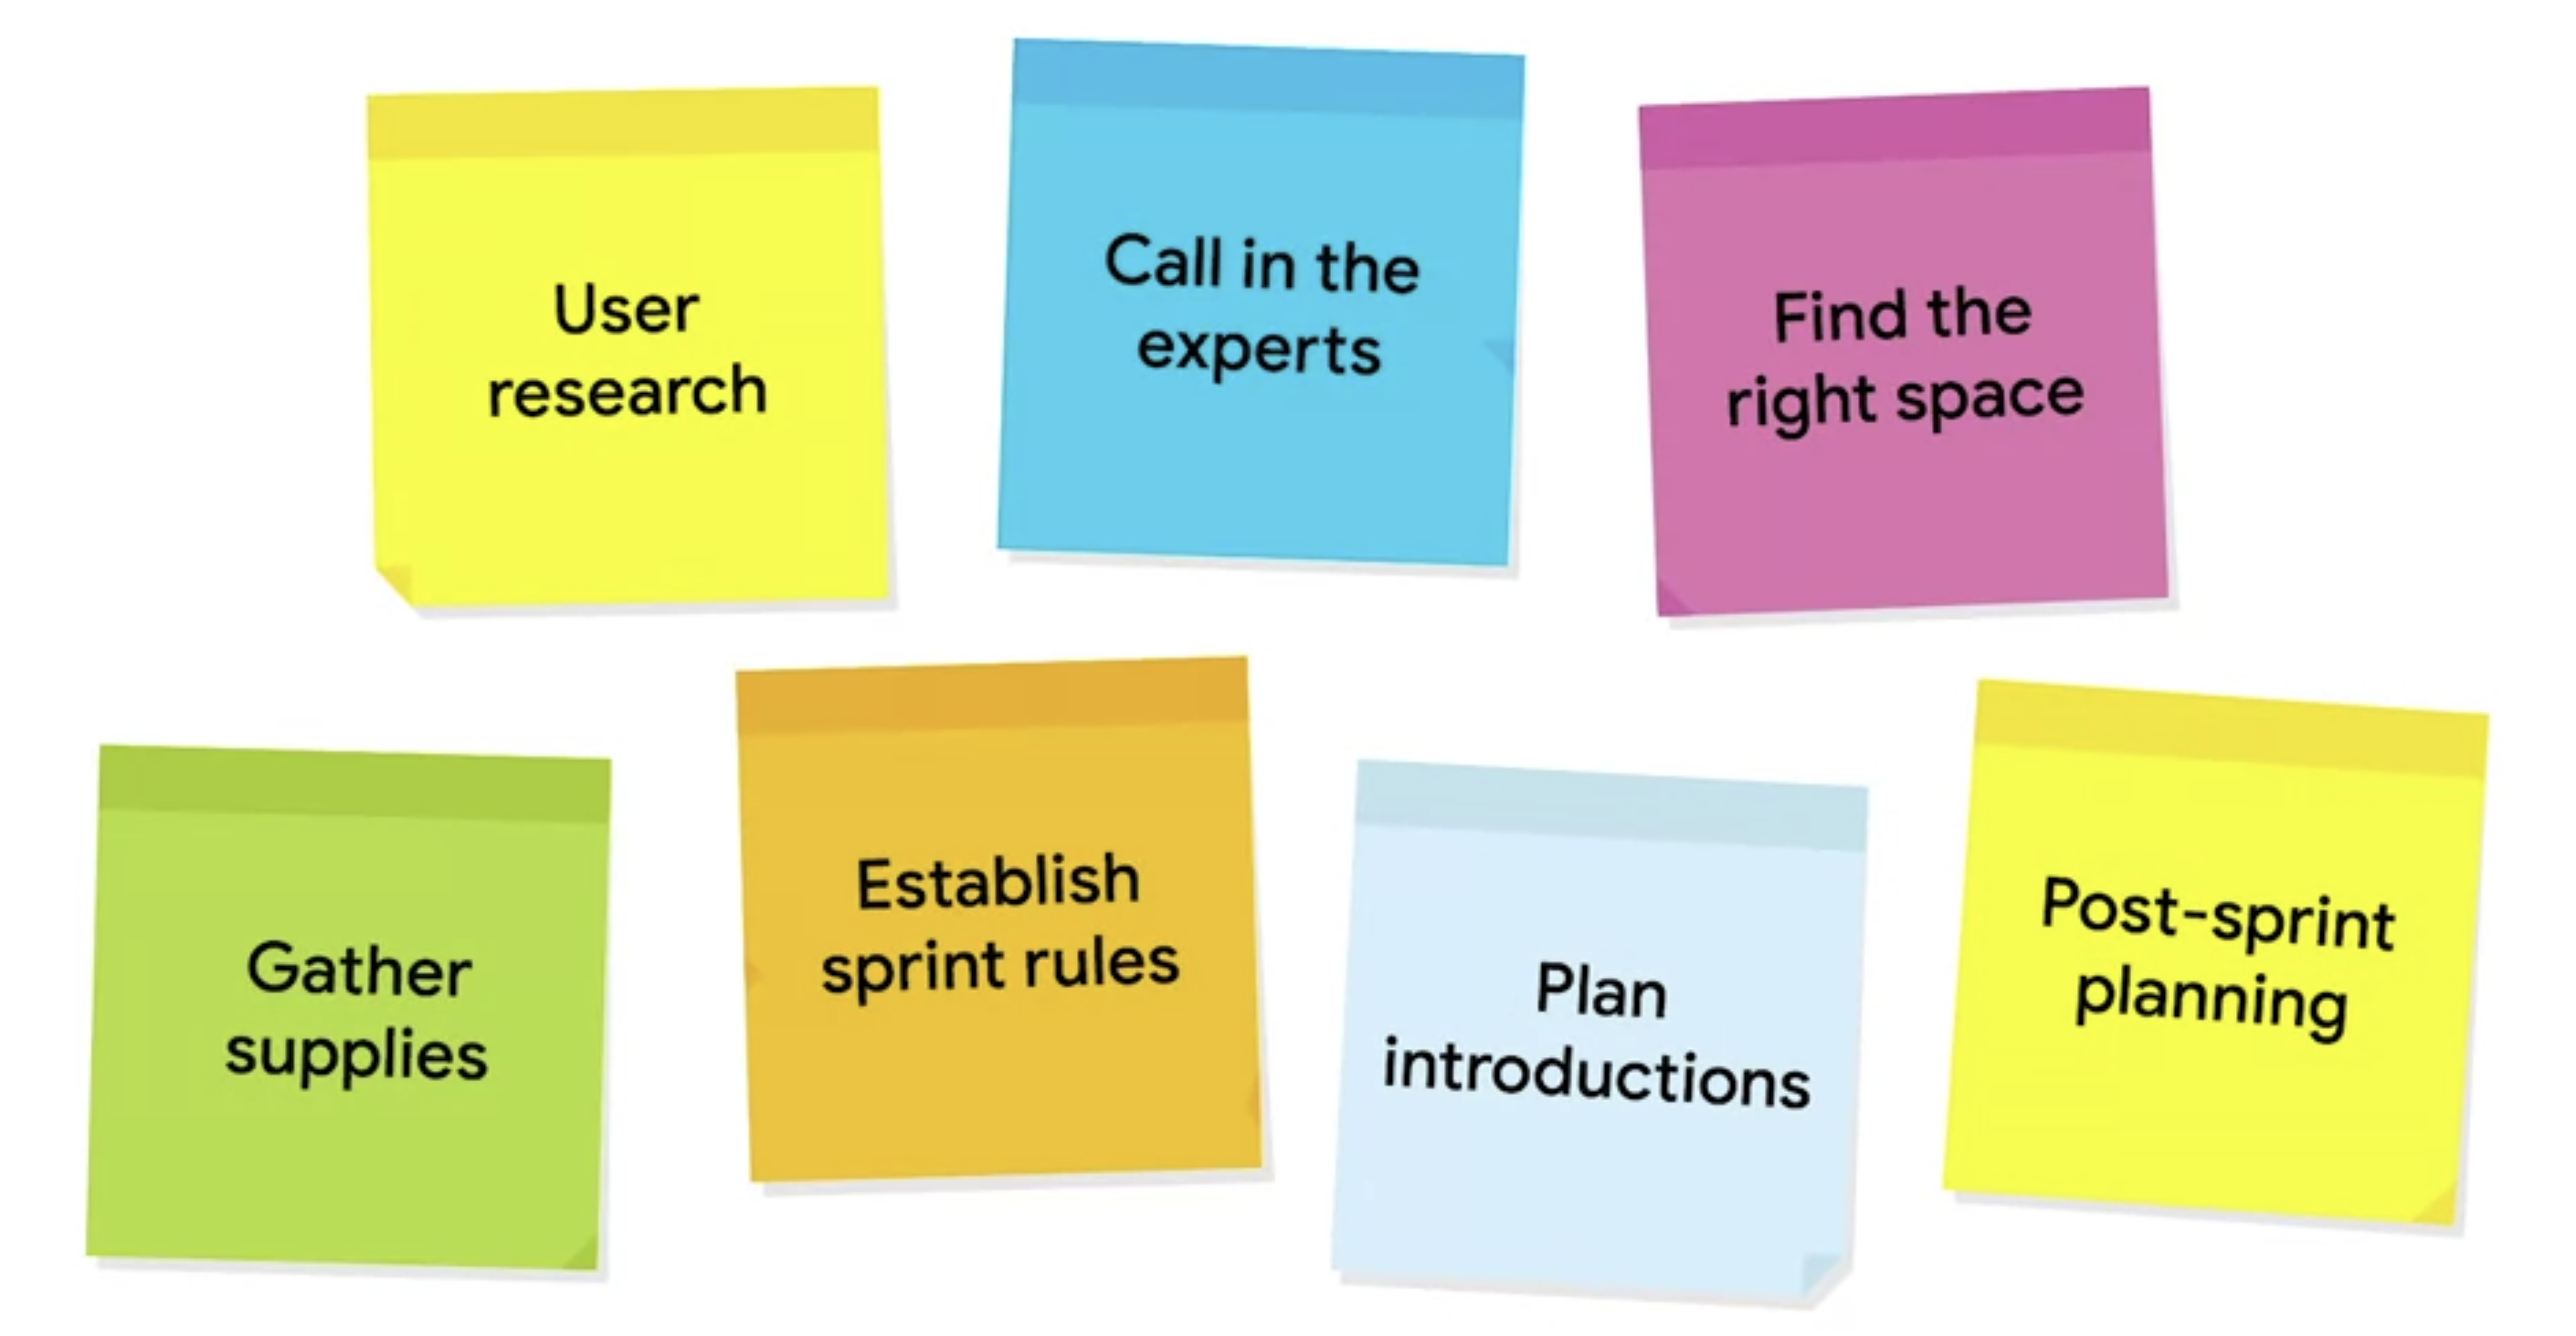 User
research
Call in the
experts
Find the
right space
Gather
supplies
Establish
sprint rules
Plan
introductions
Post-sprint
planning